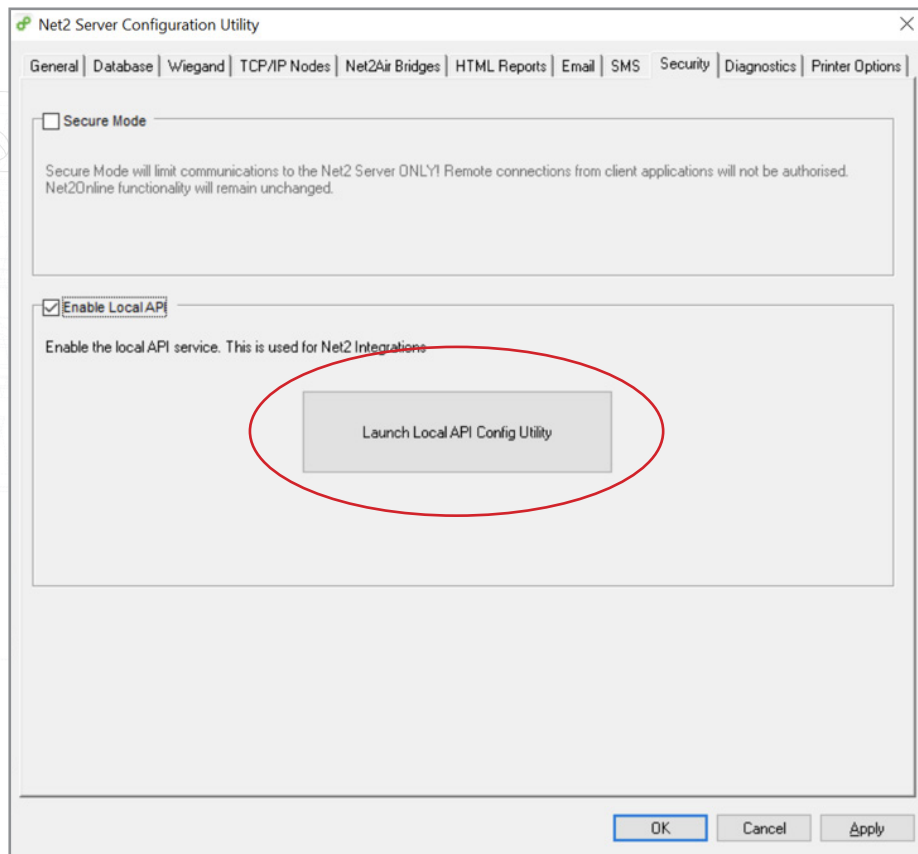 Net2 Server Configuration Utility
General Database Wiegand TCP/IP Nodes Net2Air Bridges HTML Reports Email SMS Security Diagnostics Printer Options
Secure Mode
Secure Mode will limit communications to the Net2 Server ONLY! Remote connections from client applications will not be authorised.
Net2Online functionality will remain unchanged.
Enable Local API
Enable the local API service. This is used for Net2 Integrations
Launch Local API Config Utility
OK Cancel Apply